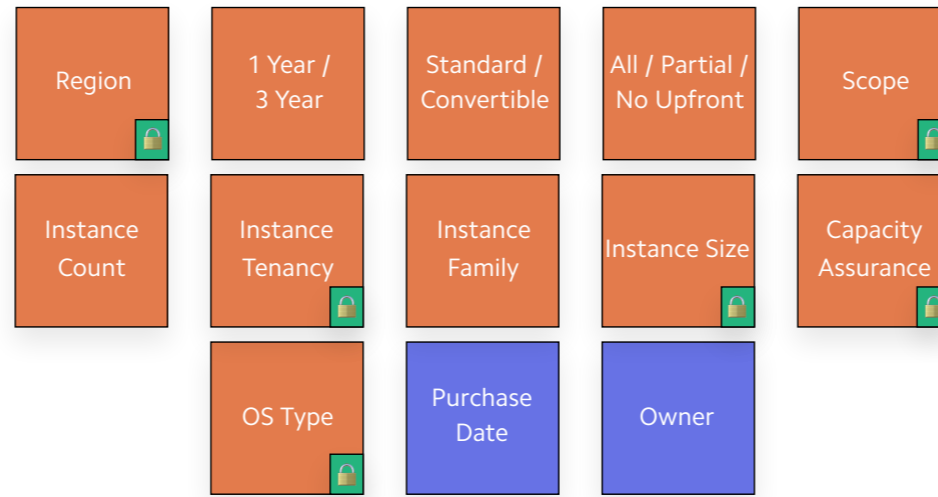 Region
1 Year /
3 Year
Standard /
Convertible
All / Partial /
No Upfront
Scope
Instance
Count
Instance
Tenancy
Instance
Family
Instance Size
Capacity
Assurance
OS Type
Purchase
Date
Owner